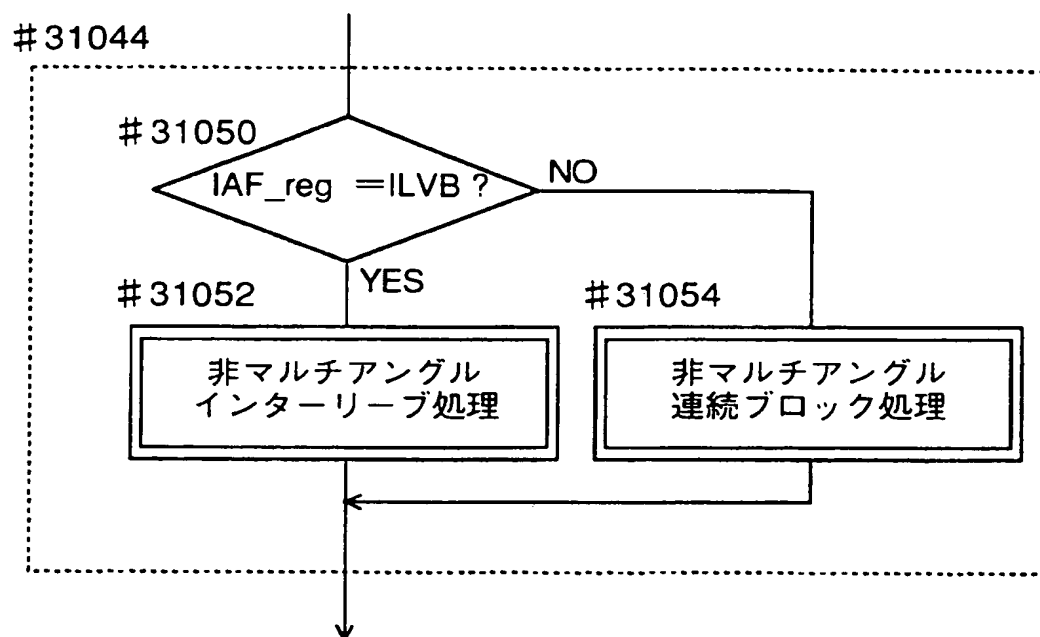 #31044
#31050
IAF_reg =ILVB ?
NO
YES
#31052
#31054
非マルチアングル
インターリーブ処理
非マルチアングル
連続ブロック処理